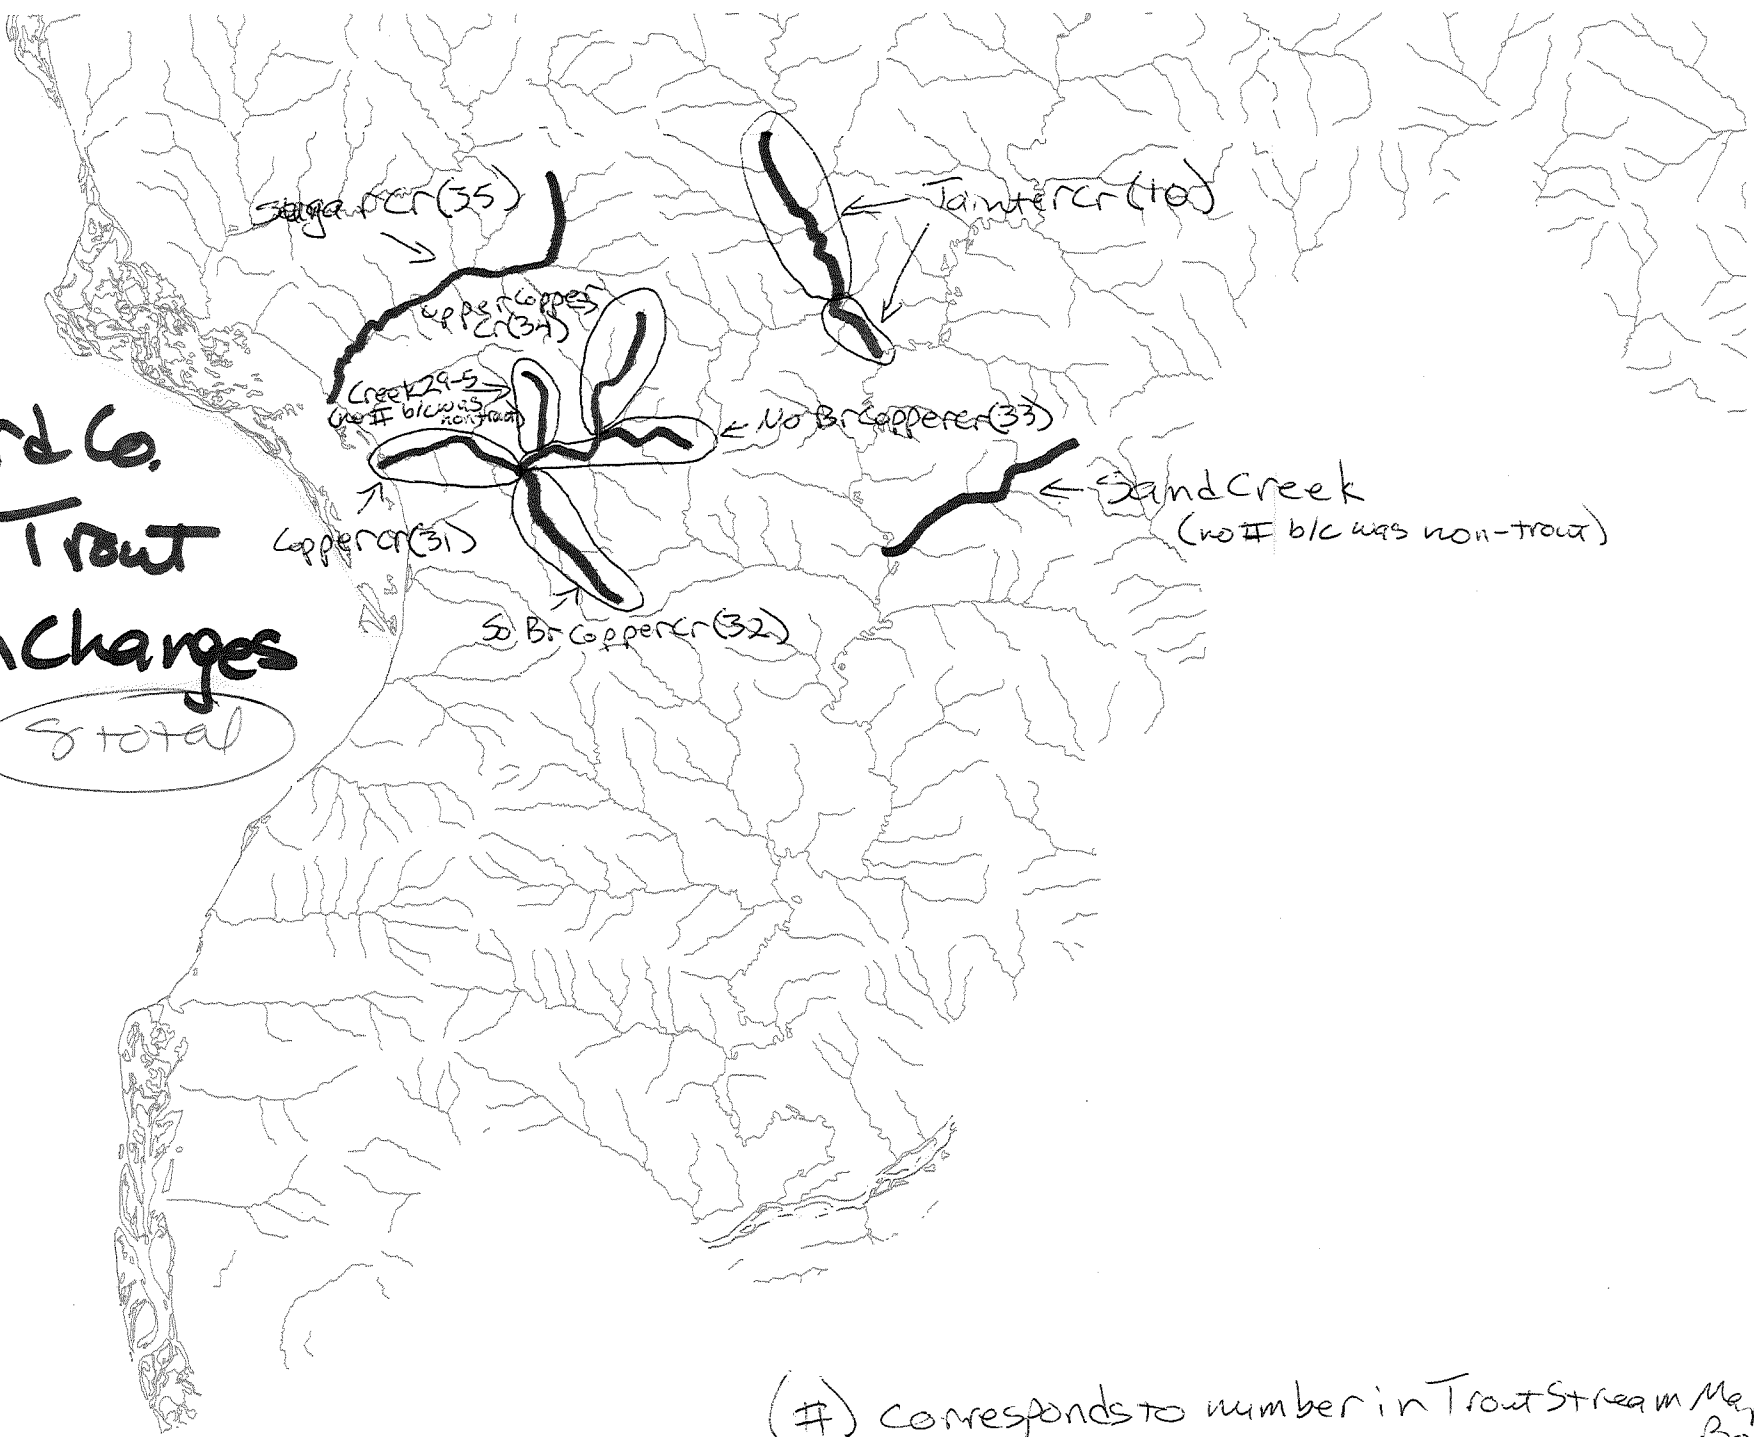 rd Co.
Trout
Changes
8 total
Sugar Cr (35)
Tainter Cr (10)
Upper Copper
Cr (34)
Creek 29-5
(no # b/c was
non-trout)
No Br Copper Cr (33)
Sand Creek
(no # b/c was non-trout)
Copper Cr (31)
So Br Copper Cr (32)
(#) corresponds to number in Trout Stream Ma